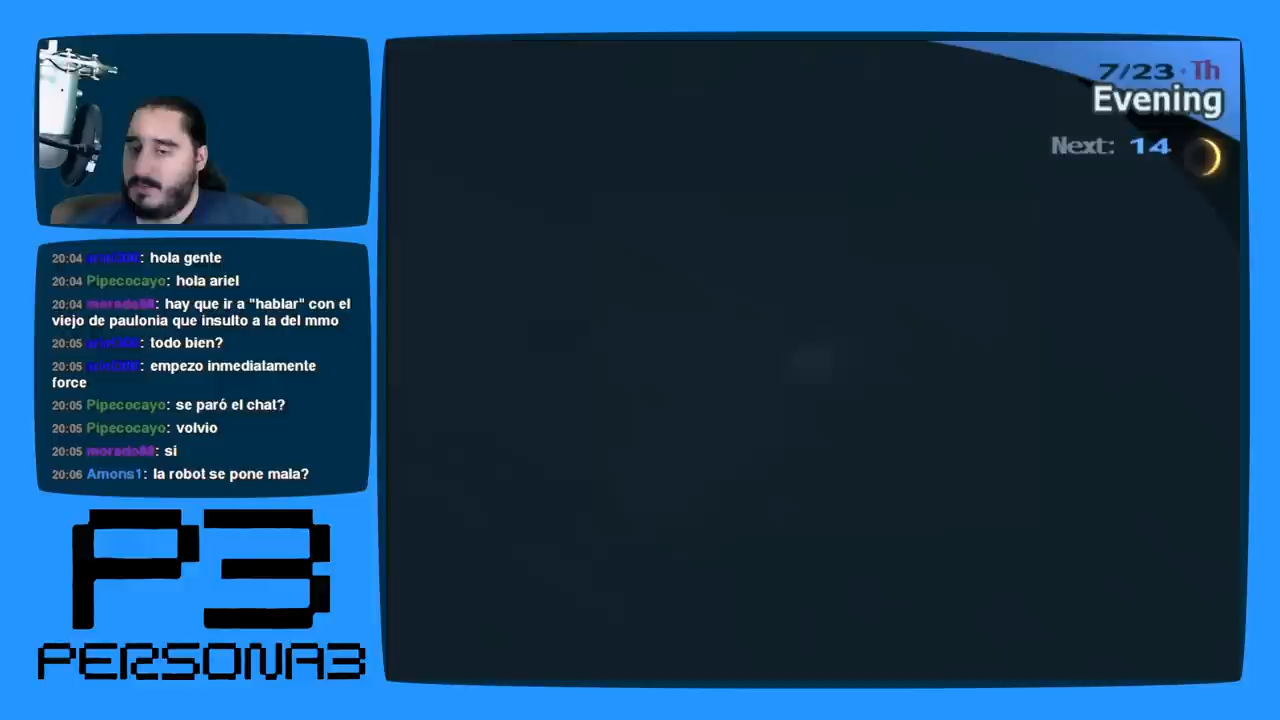 7/23 · Th
Evening
Next: 14
20:04 : hola gente
20:04 Pipecocayo: hola ariel
20:04 morado88: hay que ir a "hablar" con el
viejo de paulonia que insulto a la del mmo
20:05 : todo bien?
20:05 : empezo inmediatamente
force
20:05 Pipecocayo: se paró el chat?
20:05 Pipecocayo: volvio
20:05 morado88: si
20:06 Amons1: la robot se pone mala?
P3
PERSONA3